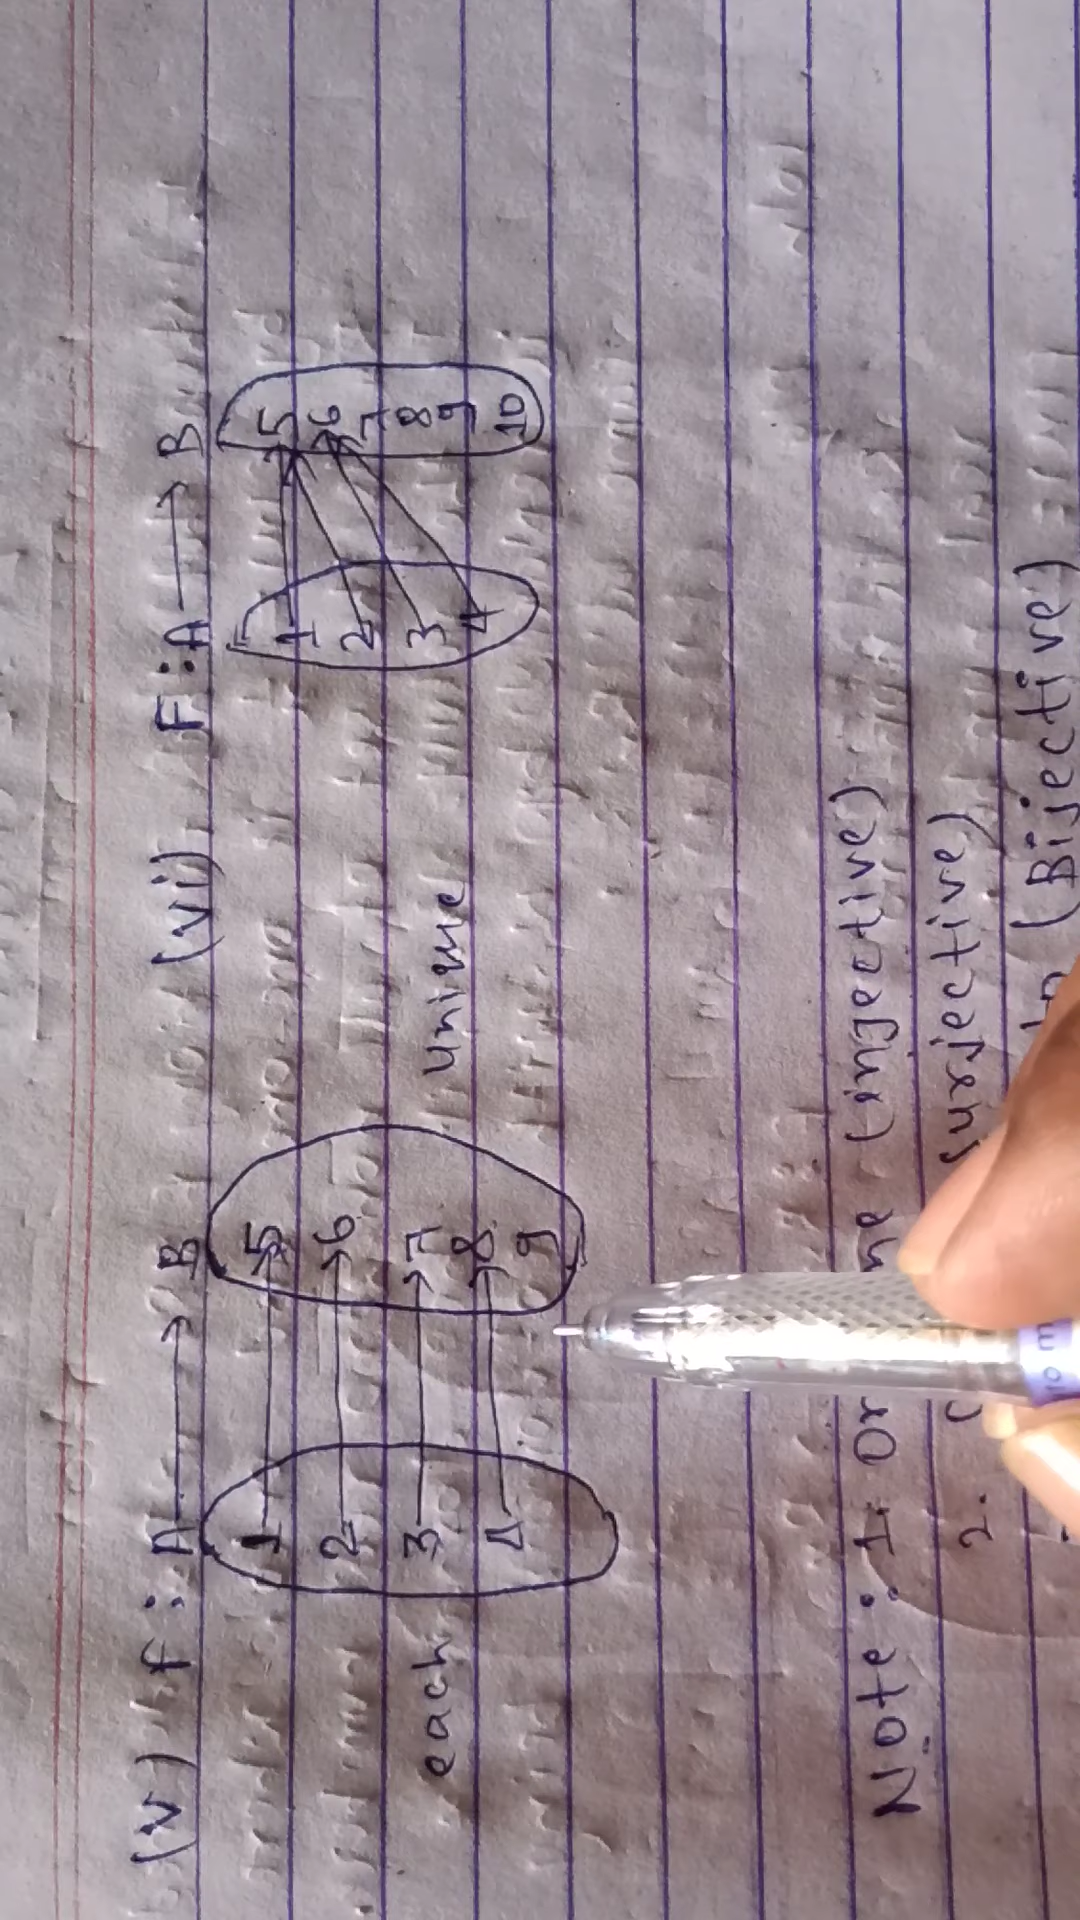 (v) f : A → B (vi) F : A → B
1 5 1 5
2 6 2 6
each 3 7 unique 3 7
4 8 4 8
9 9
10
Note : 1. One (injective)
2. (Surjective)
(Bijective)